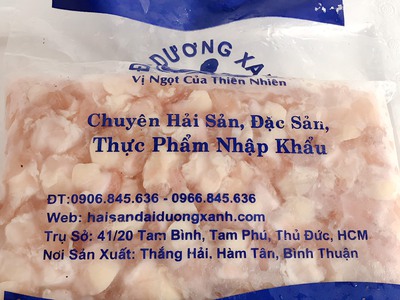 DƯƠNG XA
Vị Ngọt Của Thiên Nhiên
Chuyên Hải Sản, Đặc Sản,
Thực Phẩm Nhập Khẩu
ĐT:0906.845.636 - 0966.845.636
Web: haisandaiduongxanh.com
Trụ Sở: 41/20 Tam Bình, Tam Phú, Thủ Đức, HCM
Nơi Sản Xuất: Thắng Hải, Hàm Tân, Bình Thuận